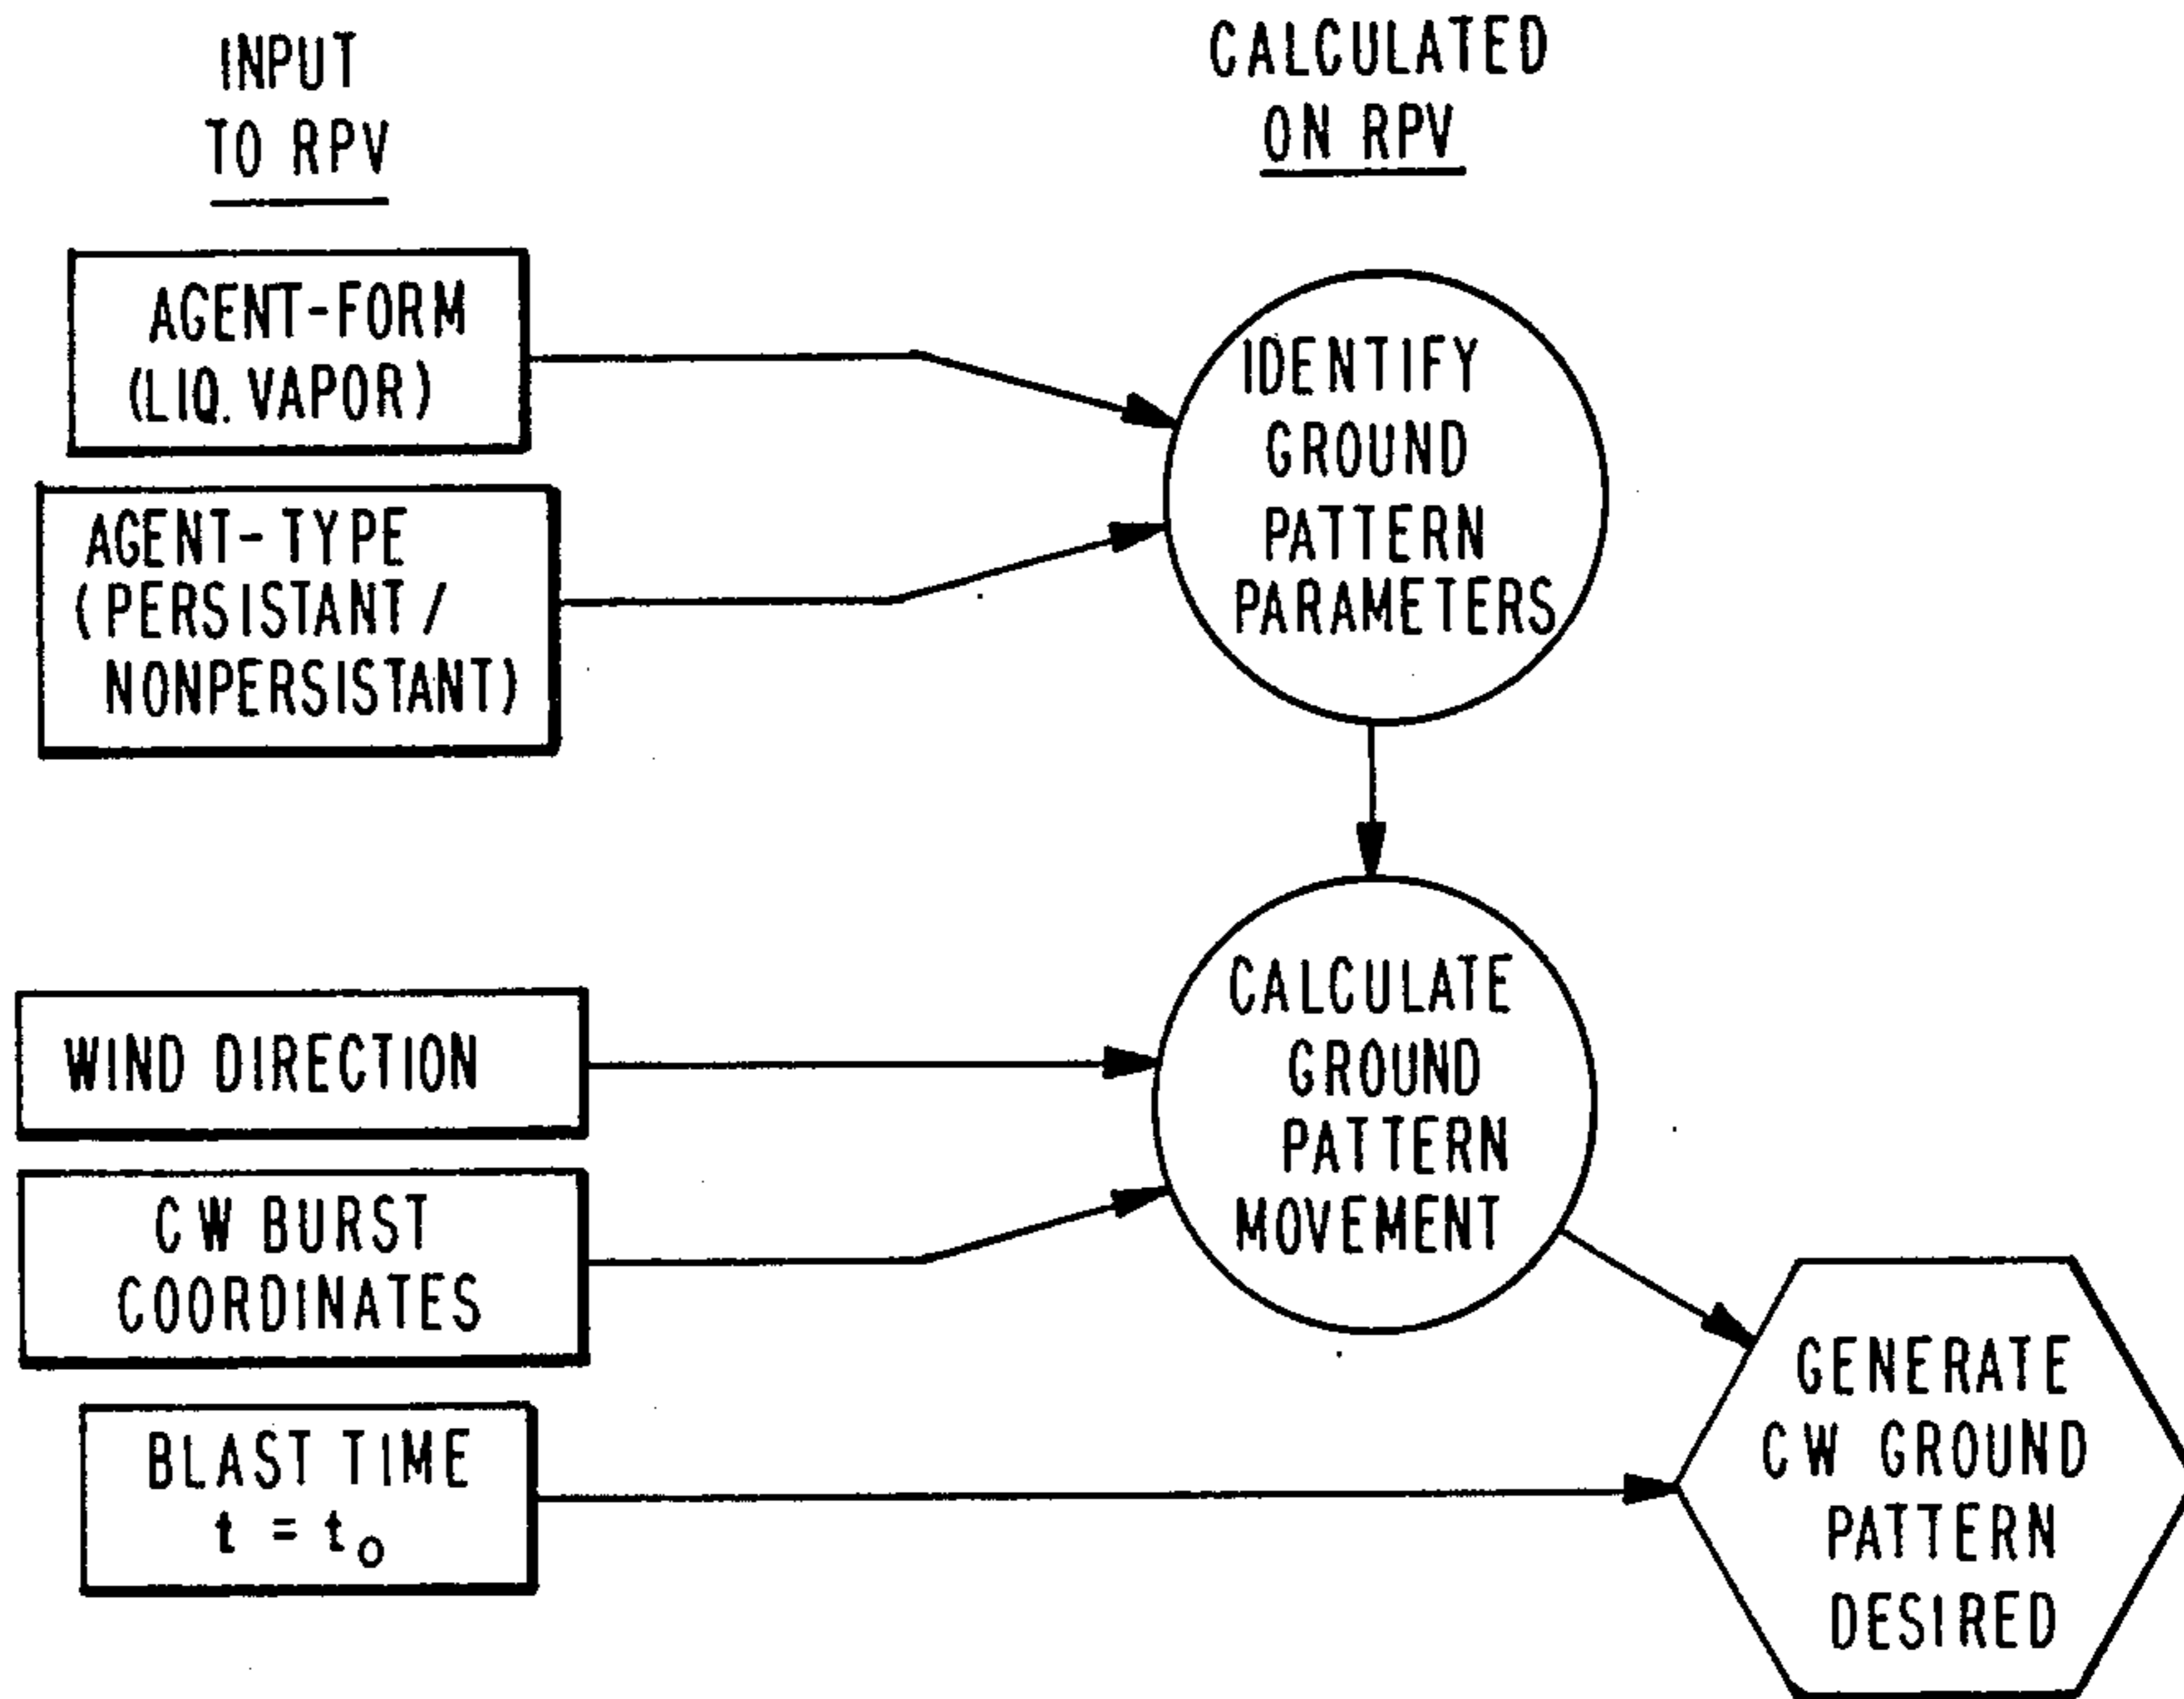 INPUT
TO RPV
CALCULATED
ON RPV
AGENT-FORM
(LIQ. VAPOR)
AGENT-TYPE
(PERSISTANT /
NONPERSISTANT)
IDENTIFY
GROUND
PATTERN
PARAMETERS
WIND DIRECTION
CW BURST
COORDINATES
BLAST TIME
t = t₀
CALCULATE
GROUND
PATTERN
MOVEMENT
GENERATE
CW GROUND
PATTERN
DESIRED